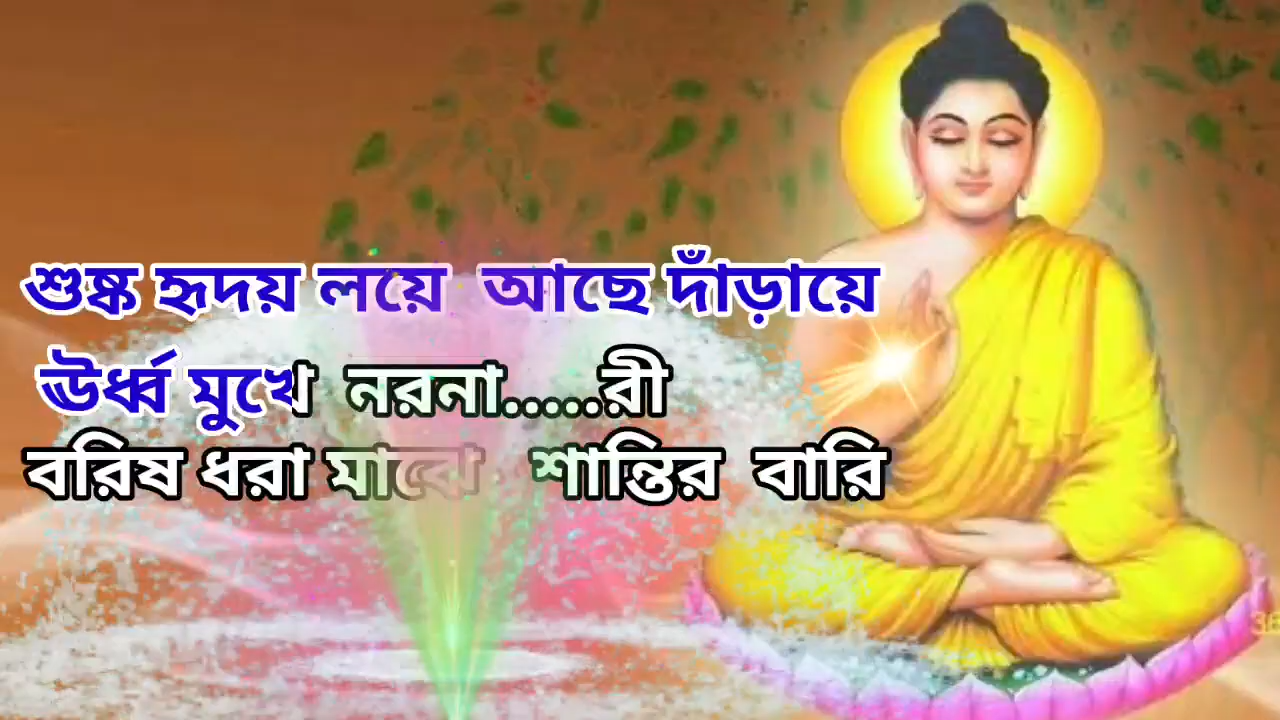 শুষ্ক হৃদয় লয়ে আছে দাঁড়ায়ে
ঊর্ধ্ব মুখে নরনা.....রী
বরিষ ধরা মাঝে শান্তির বারি